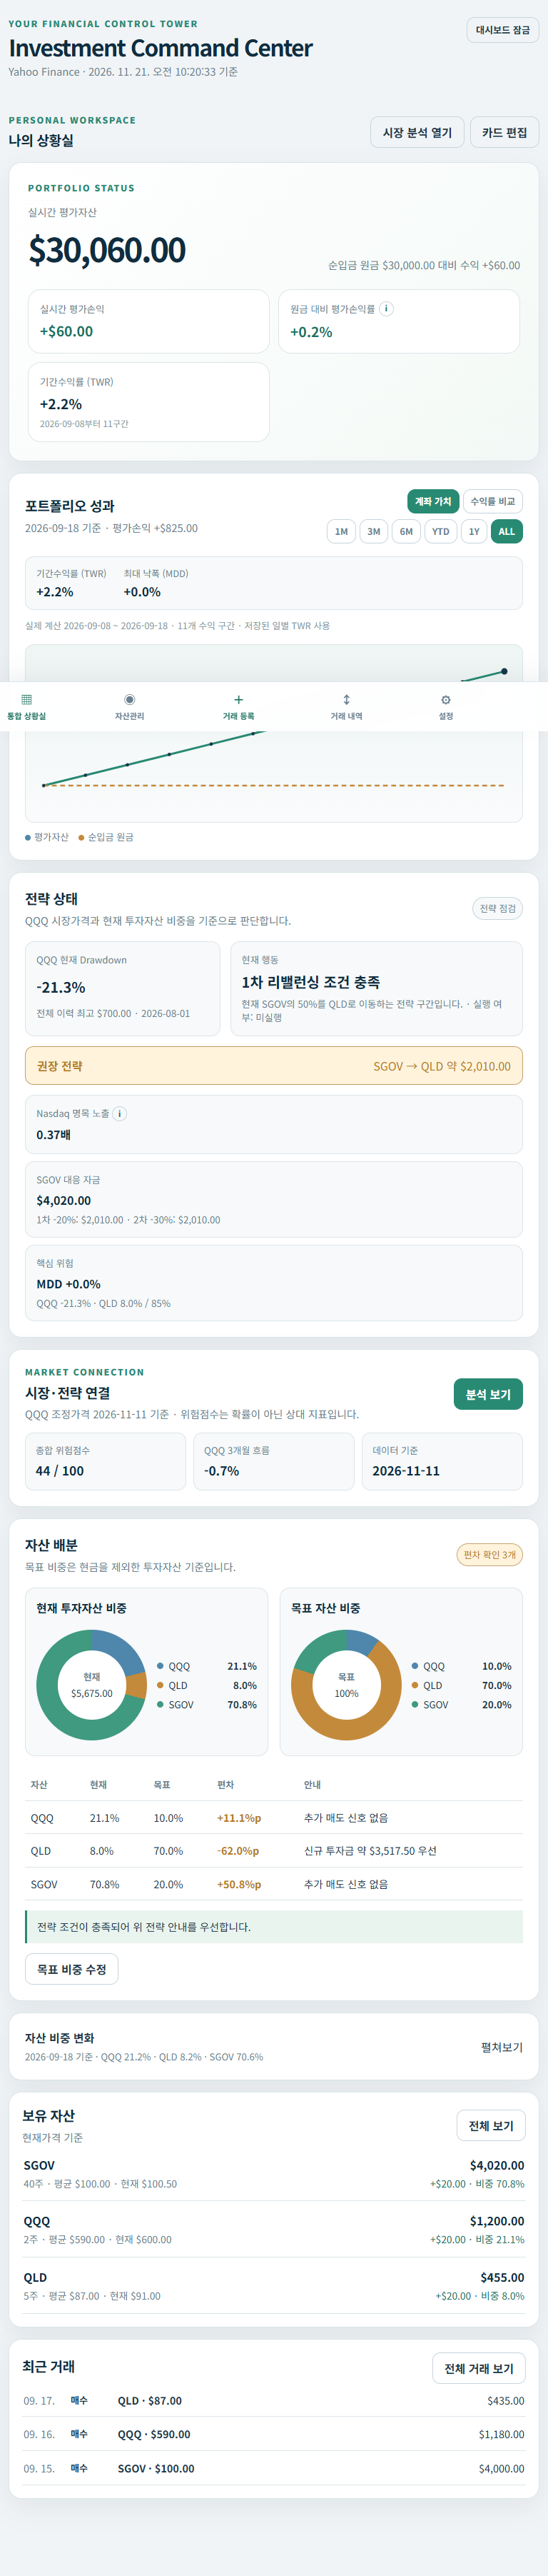 YOUR FINANCIAL CONTROL TOWER
Investment Command Center
Yahoo Finance · 2026. 11. 21. 오전 10:20:33 기준
대시보드 잠금
PERSONAL WORKSPACE
나의 상황실
시장 분석 열기
카드 편집
PORTFOLIO STATUS
실시간 평가자산
$30,060.00
순입금 원금 $30,000.00 대비 수익 +$60.00
실시간 평가손익
+$60.00
원금 대비 평가손익률 i
+0.2%
기간수익률 (TWR)
+2.2%
2026-09-08부터 11구간
포트폴리오 성과
2026-09-18 기준 · 평가손익 +$825.00
계좌 가치
수익률 비교
1M
3M
6M
YTD
1Y
ALL
기간수익률 (TWR)
+2.2%
최대 낙폭 (MDD)
+0.0%
실제 계산 2026-09-08 ~ 2026-09-18 · 11개 수익 구간 · 저장된 일별 TWR 사용
통합 상황실
자산관리
거래 등록
거래 내역
설정
평가자산
순입금 원금
전략 상태
QQQ 시장가격과 현재 투자자산 비중을 기준으로 판단합니다.
전략 점검
QQQ 현재 Drawdown
-21.3%
전체 이력 최고 $700.00 · 2026-08-01
현재 행동
1차 리밸런싱 조건 충족
현재 SGOV의 50%를 QLD로 이동하는 전략 구간입니다. · 실행 여
부: 미실행
권장 전략
SGOV → QLD 약 $2,010.00
Nasdaq 명목 노출 i
0.37배
SGOV 대응 자금
$4,020.00
1차 -20%: $2,010.00 · 2차 -30%: $2,010.00
핵심 위험
MDD +0.0%
QQQ -21.3% · QLD 8.0% / 85%
MARKET CONNECTION
시장·전략 연결
QQQ 조정가격 2026-11-11 기준 · 위험점수는 확률이 아닌 상대 지표입니다.
분석 보기
종합 위험점수
44 / 100
QQQ 3개월 흐름
-0.7%
데이터 기준
2026-11-11
자산 배분
목표 비중은 현금을 제외한 투자자산 기준입니다.
편차 확인 3개
현재 투자자산 비중
현재
$5,675.00
QQQ 21.1%
QLD 8.0%
SGOV 70.8%
목표 자산 비중
목표
100%
QQQ 10.0%
QLD 70.0%
SGOV 20.0%
자산 현재 목표 편차 안내
QQQ 21.1% 10.0% +11.1%p 추가 매도 신호 없음
QLD 8.0% 70.0% -62.0%p 신규 투자금 약 $3,517.50 우선
SGOV 70.8% 20.0% +50.8%p 추가 매도 신호 없음
전략 조건이 충족되어 위 전략 안내를 우선합니다.
목표 비중 수정
자산 비중 변화
2026-09-18 기준 · QQQ 21.2% · QLD 8.2% · SGOV 70.6%
펼쳐보기
보유 자산
현재가격 기준
전체 보기
SGOV $4,020.00
40주 · 평균 $100.00 · 현재 $100.50 +$20.00 · 비중 70.8%
QQQ $1,200.00
2주 · 평균 $590.00 · 현재 $600.00 +$20.00 · 비중 21.1%
QLD $455.00
5주 · 평균 $87.00 · 현재 $91.00 +$20.00 · 비중 8.0%
최근 거래
전체 거래 보기
09. 17. 매수 QLD · $87.00 $435.00
09. 16. 매수 QQQ · $590.00 $1,180.00
09. 15. 매수 SGOV · $100.00 $4,000.00